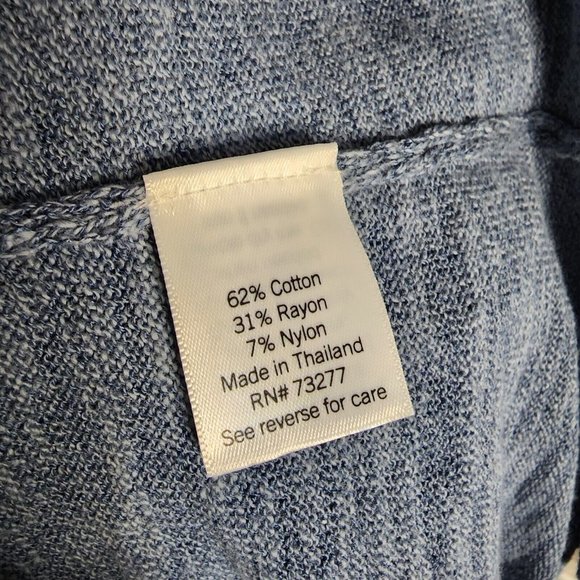 62% Cotton
31% Rayon
7% Nylon
Made in Thailand
RN# 73277
See reverse for care